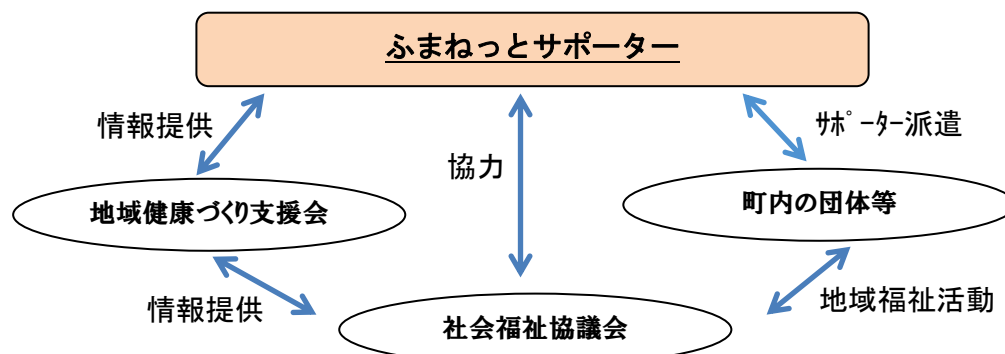 ふまねっとサポーター
情報提供
協力
ｻﾎﾟｰﾀｰ派遣
地域健康づくり支援会
町内の団体等
情報提供
社会福祉協議会
地域福祉活動